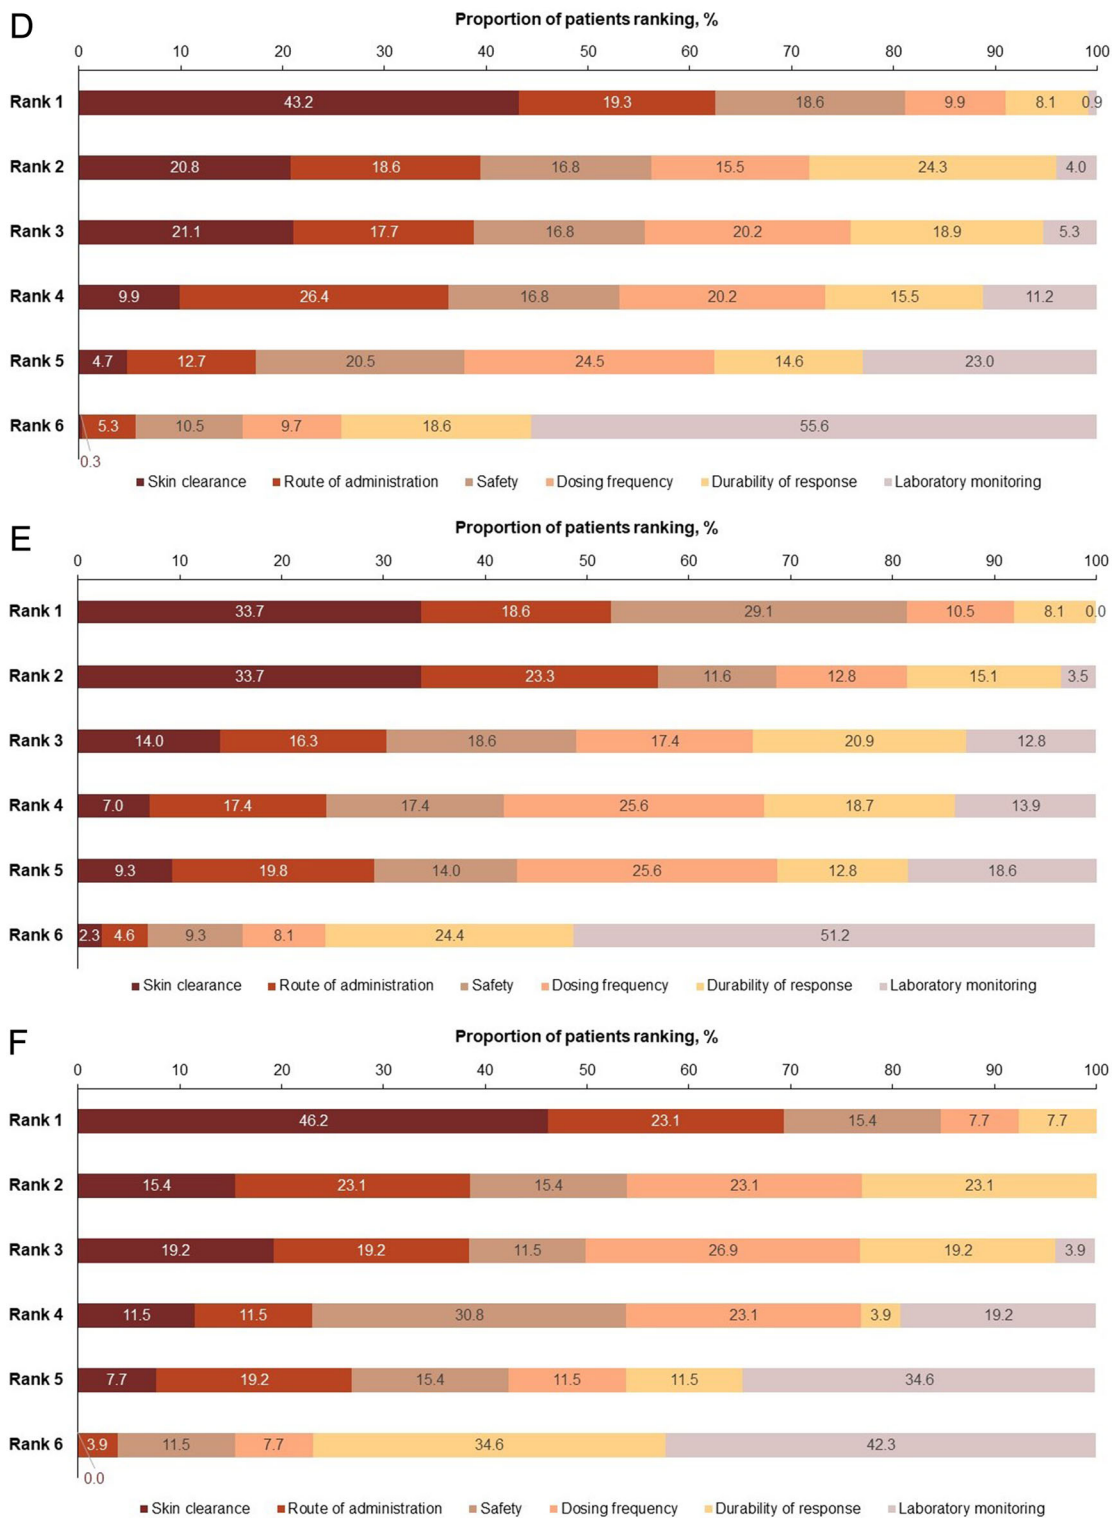 D
Proportion of patients ranking, %
0 10 20 30 40 50 60 70 80 90 100
Rank 1 43.2 19.3 18.6 9.9 8.1 0.9
Rank 2 20.8 18.6 16.8 15.5 24.3 4.0
Rank 3 21.1 17.7 16.8 20.2 18.9 5.3
Rank 4 9.9 26.4 16.8 20.2 15.5 11.2
Rank 5 4.7 12.7 20.5 24.5 14.6 23.0
Rank 6 5.3 10.5 9.7 18.6 55.6
0.3
Skin clearance Route of administration Safety Dosing frequency Durability of response Laboratory monitoring
E
Proportion of patients ranking, %
0 10 20 30 40 50 60 70 80 90 100
Rank 1 33.7 18.6 29.1 10.5 8.1 0.0
Rank 2 33.7 23.3 11.6 12.8 15.1 3.5
Rank 3 14.0 16.3 18.6 17.4 20.9 12.8
Rank 4 7.0 17.4 17.4 25.6 18.7 13.9
Rank 5 9.3 19.8 14.0 25.6 12.8 18.6
Rank 6 2.3 4.6 9.3 8.1 24.4 51.2
Skin clearance Route of administration Safety Dosing frequency Durability of response Laboratory monitoring
F
Proportion of patients ranking, %
0 10 20 30 40 50 60 70 80 90 100
Rank 1 46.2 23.1 15.4 7.7 7.7
Rank 2 15.4 23.1 15.4 23.1 23.1
Rank 3 19.2 19.2 11.5 26.9 19.2 3.9
Rank 4 11.5 11.5 30.8 23.1 3.9 19.2
Rank 5 7.7 19.2 15.4 11.5 11.5 34.6
Rank 6 3.9 11.5 7.7 34.6 42.3
0.0
Skin clearance Route of administration Safety Dosing frequency Durability of response Laboratory monitoring